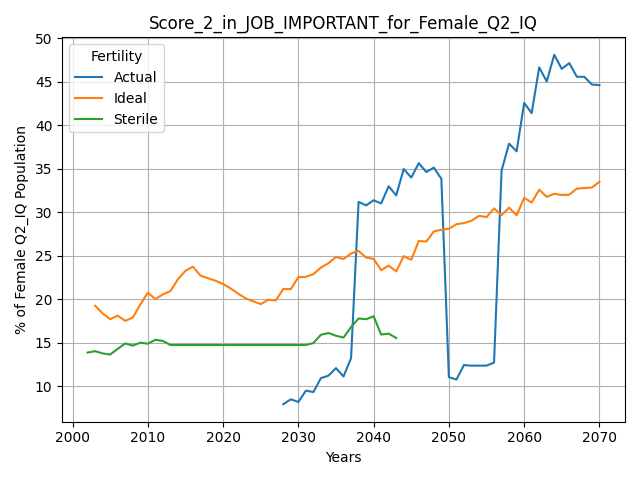 Score_2_in_JOB_IMPORTANT_for_Female_Q2_IQ
Fertility
Actual
Ideal
Sterile
% of Female Q2_IQ Population
50
45
40
35
30
25
20
15
10
2000 2010 2020 2030 2040 2050 2060 2070
Years